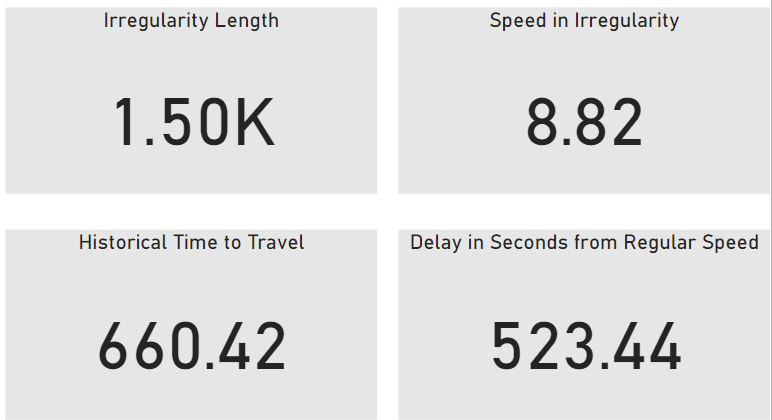 Irregularity Length
1.50K
Speed in Irregularity
8.82
Historical Time to Travel
660.42
Delay in Seconds from Regular Speed
523.44